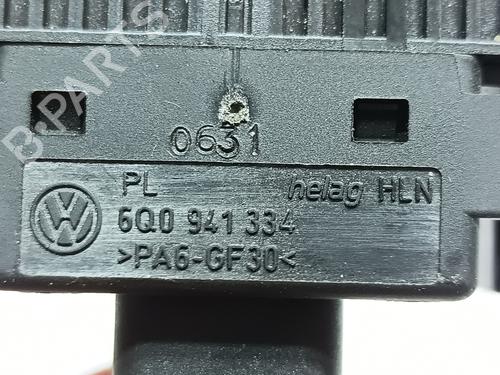 0631
PL helag HLN
6Q0 941 334
>PA6-GF30<
B-PARTS